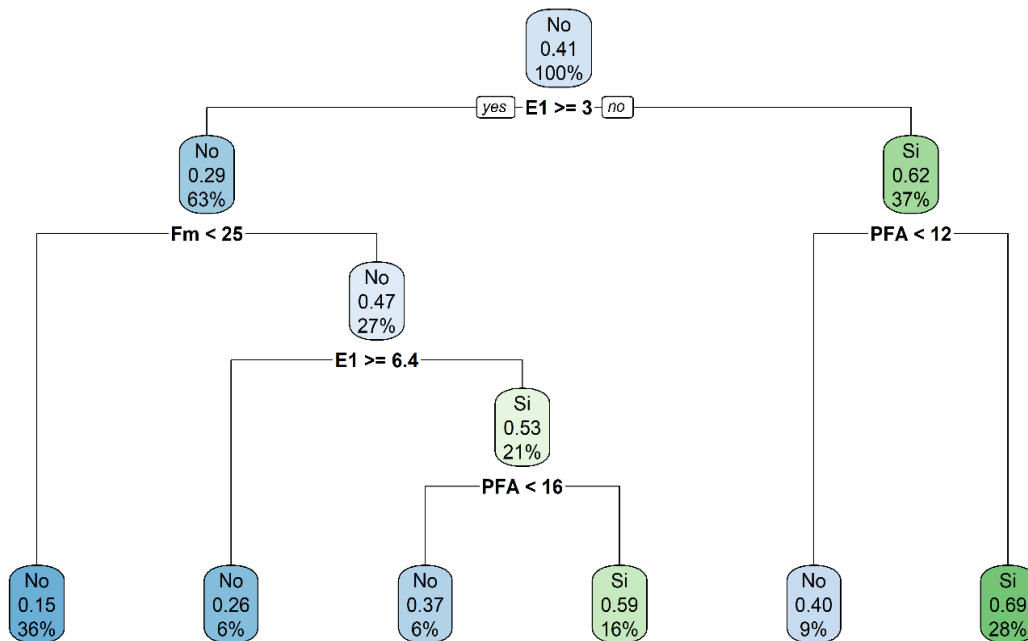 No
0.41
100%
yes E1 >= 3 no
No
0.29
63%
Si
0.62
37%
Fm < 25
PFA < 12
No
0.47
27%
E1 >= 6.4
Si
0.53
21%
PFA < 16
No
0.15
36%
No
0.26
6%
No
0.37
6%
Si
0.59
16%
No
0.40
9%
Si
0.69
28%